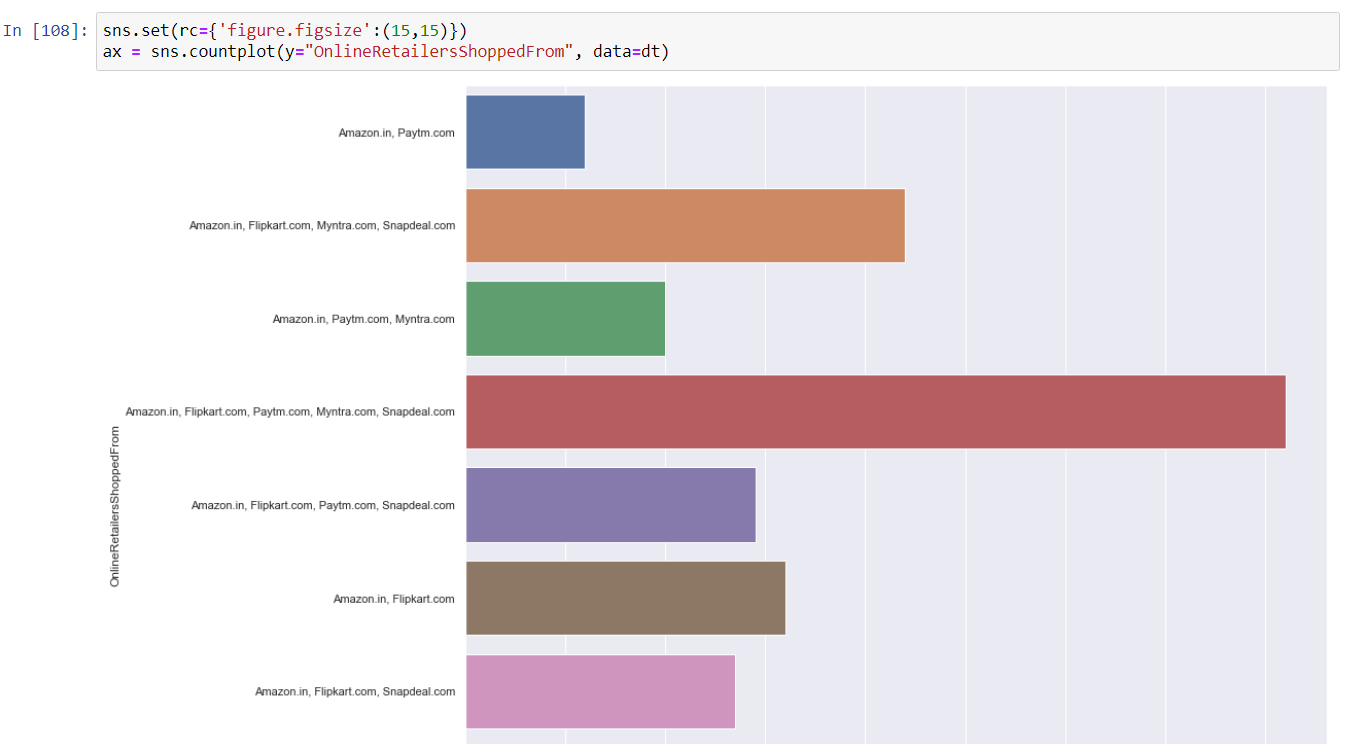 In [108]: sns.set(rc={'figure.figsize':(15,15)})
ax = sns.countplot(y="OnlineRetailersShoppedFrom", data=dt)
Amazon.in, Paytm.com
Amazon.in, Flipkart.com, Myntra.com, Snapdeal.com
Amazon.in, Paytm.com, Myntra.com
Amazon.in, Flipkart.com, Paytm.com, Myntra.com, Snapdeal.com
OnlineRetailersShoppedFrom
Amazon.in, Flipkart.com, Paytm.com, Snapdeal.com
Amazon.in, Flipkart.com
Amazon.in, Flipkart.com, Snapdeal.com